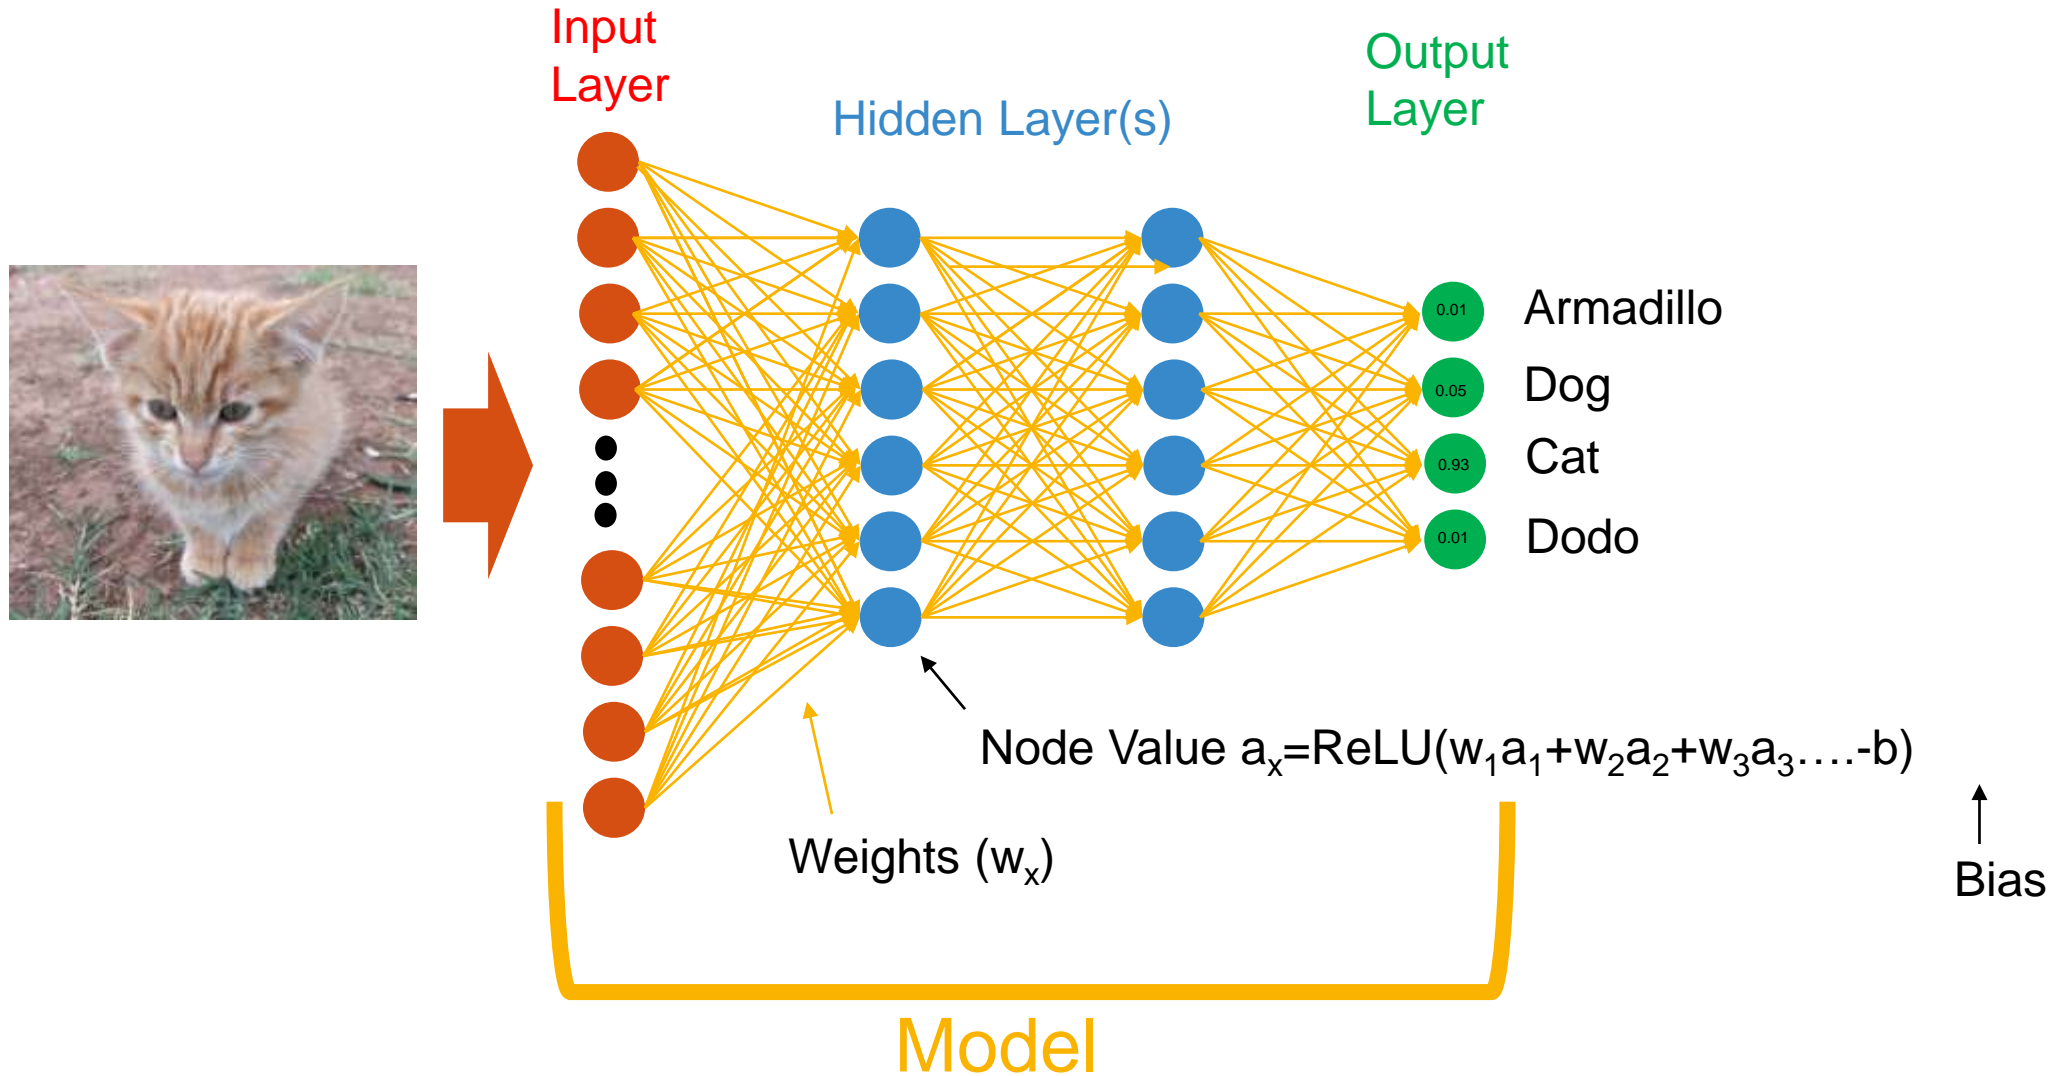 Input
Layer
Output
Layer
Hidden Layer(s)
0.01
Armadillo
0.05
Dog
0.93
Cat
0.01
Dodo
Node Value aₓ=ReLU(w₁a₁+w₂a₂+w₃a₃….-b)
Weights (wₓ)
Bias
Model